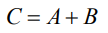 C = A + B